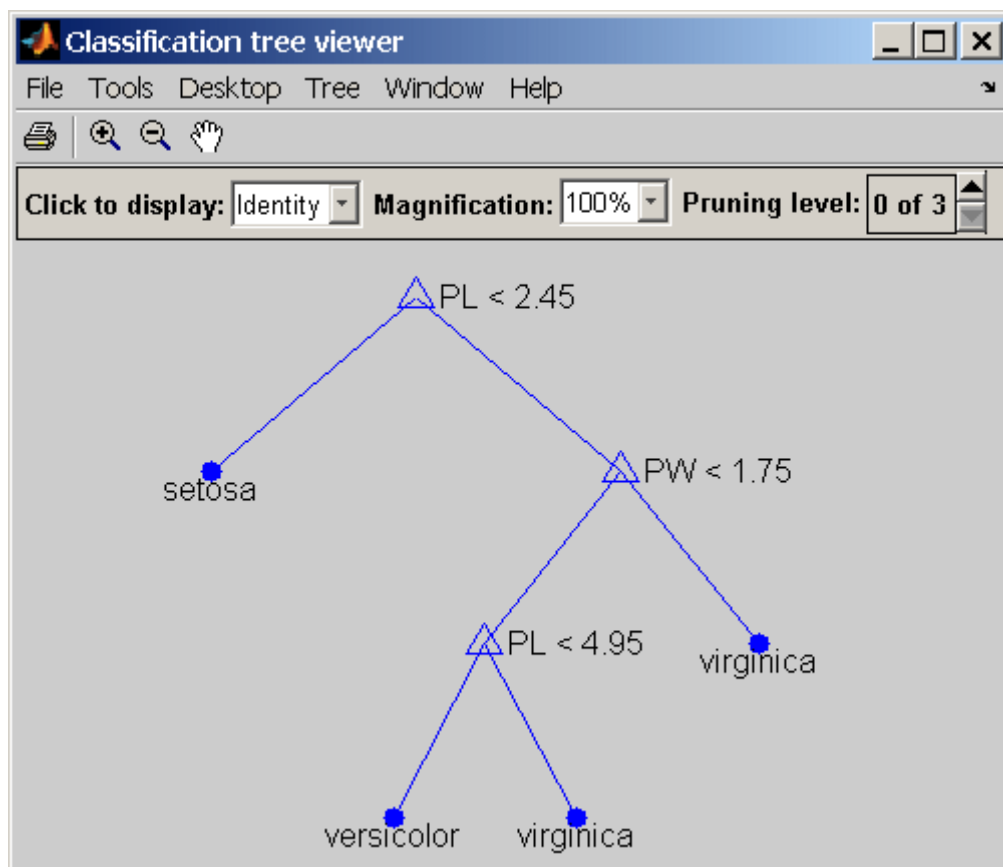 Classification tree viewer
File Tools Desktop Tree Window Help
Click to display: Identity Magnification: 100% Pruning level: 0 of 3
PL < 2.45
setosa
PW < 1.75
PL < 4.95
virginica
versicolor virginica